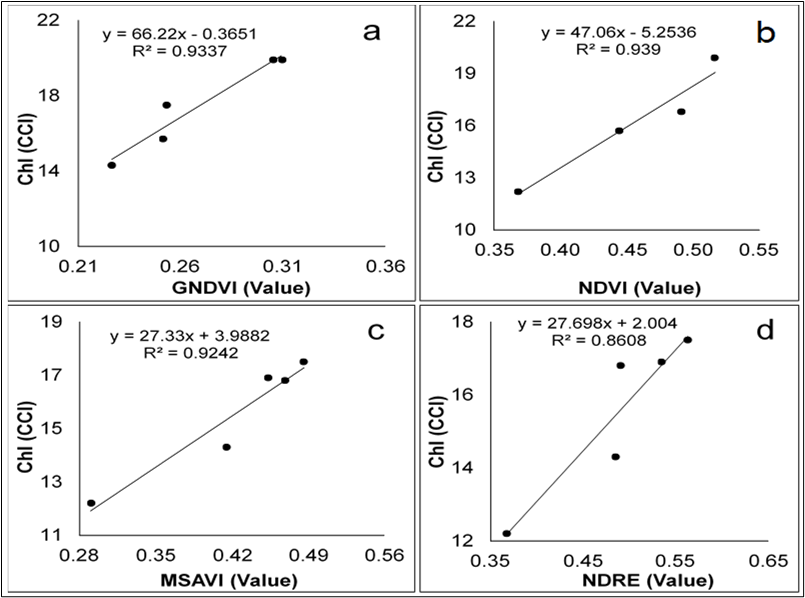 22
y = 66.22x - 0.3651
R² = 0.9337
a
18
14
10
Chl (CCI)
0.21 0.26 0.31 0.36
GNDVI (Value)
22
y = 47.06x - 5.2536
R² = 0.939
b
19
16
13
10
Chl (CCI)
0.35 0.40 0.45 0.50 0.55
NDVI (Value)
19
y = 27.33x + 3.9882
R² = 0.9242
c
17
15
13
11
Chl (CCI)
0.28 0.35 0.42 0.49 0.56
MSAVI (Value)
18
y = 27.698x + 2.004
R² = 0.8608
d
16
14
12
Chl (CCI)
0.35 0.45 0.55 0.65
NDRE (Value)